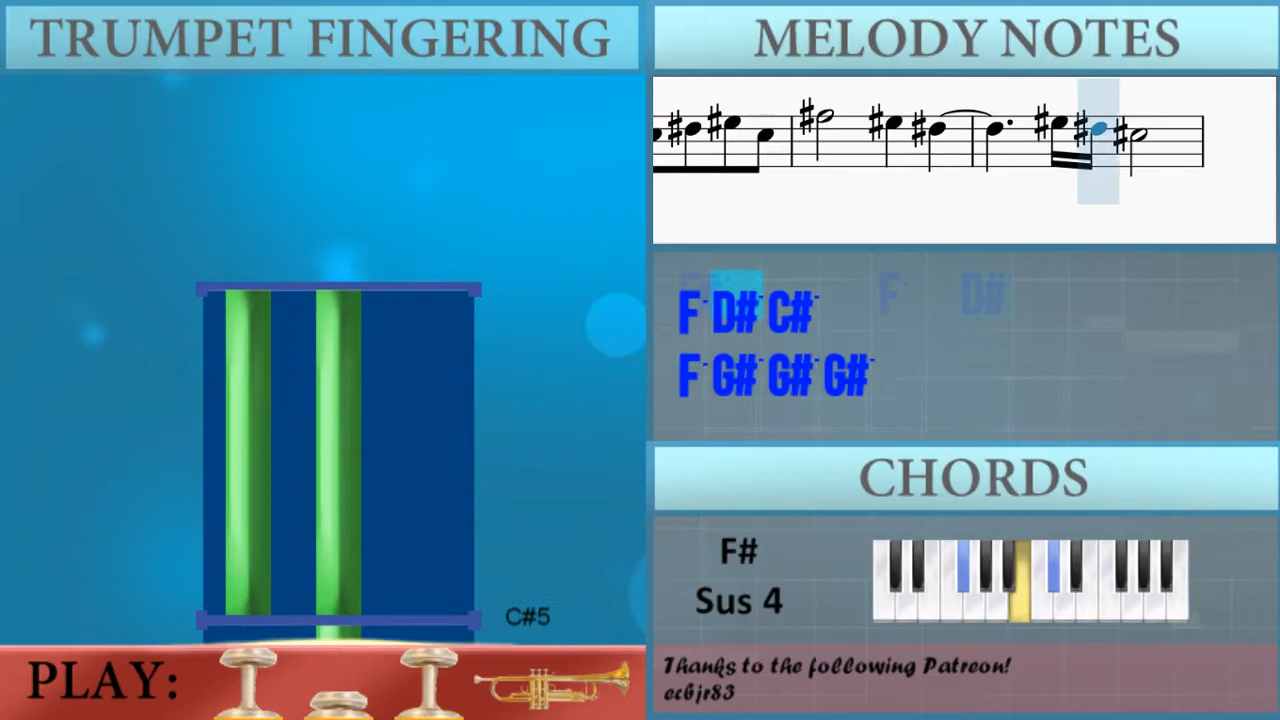 TRUMPET FINGERING
MELODY NOTES
F D#
F- D#- C#-
F- G#- G#- G#-
CHORDS
F#
Sus 4
C#5
PLAY:
Thanks to the following Patreon!
ecbjr83